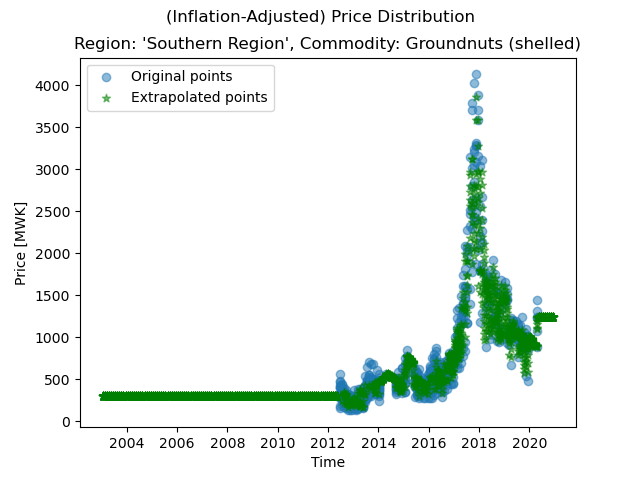 (Inflation-Adjusted) Price Distribution
Region: 'Southern Region', Commodity: Groundnuts (shelled)
Original points
Extrapolated points
Price [MWK]
4000
3500
3000
2500
2000
1500
1000
500
0
2004 2006 2008 2010 2012 2014 2016 2018 2020
Time